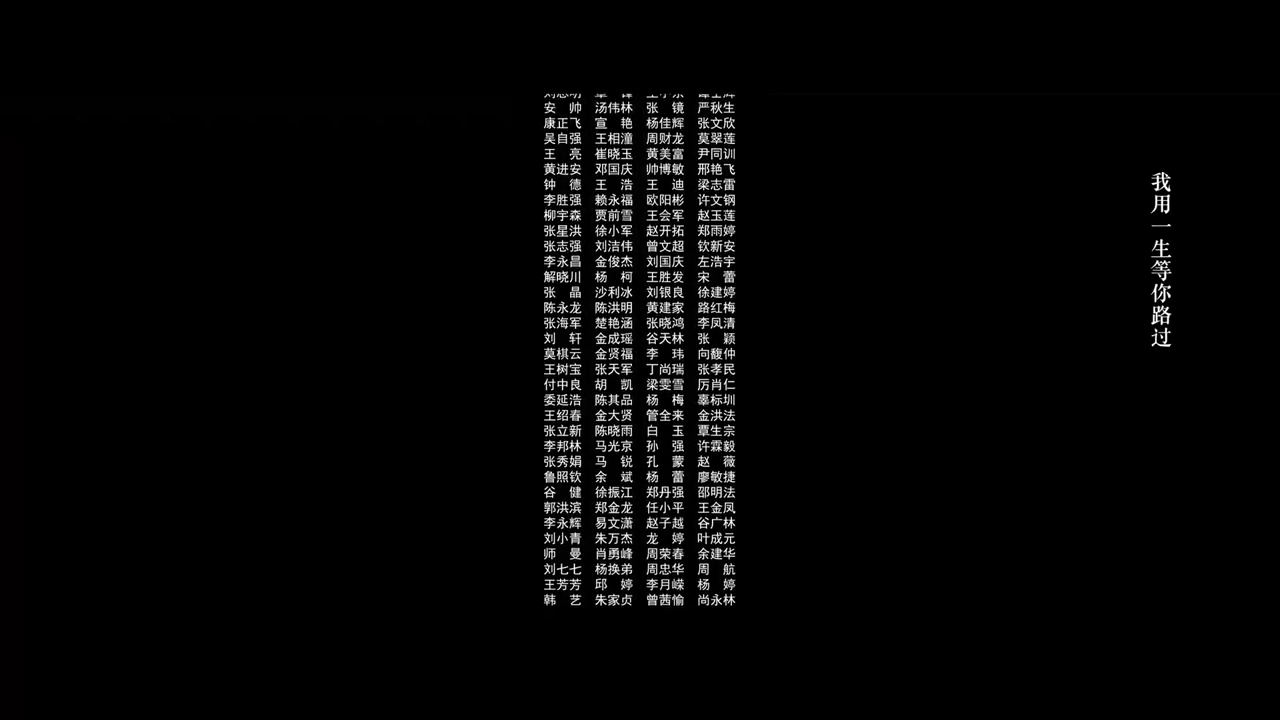 安 帅 汤伟林 张 镜 严秋生
康正飞 宣 艳 杨佳辉 张文欣
吴自强 王相潼 周财龙 莫翠莲
王 亮 崔晓玉 黄美富 尹同训
黄进安 邓国庆 帅博敏 邢艳飞
钟 德 王 浩 王 迪 梁志雷
李胜强 赖永福 欧阳彬 许文钢
柳宇森 贾前雪 王会军 赵玉莲
张星洪 徐小军 赵开拓 郑雨婷
张志强 刘洁伟 曾文超 钦新安
李永昌 金俊杰 刘国庆 左浩宇
解晓川 杨 柯 王胜发 宋 蕾
张 晶 沙利冰 刘银良 徐建婷
陈永龙 陈洪明 黄建家 路红梅
张海军 楚艳涵 张晓鸿 李凤清
刘 轩 金成瑶 谷天林 张 颖
莫棋云 金贤福 李 玮 向馥仲
王树宝 张天军 丁尚瑞 张孝民
付中良 胡 凯 梁雯雪 厉肖仁
委延浩 陈其品 杨 梅 辜标圳
王绍春 金大贤 管全来 金洪法
张立新 陈晓雨 白 玉 覃生宗
李邦林 马光京 孙 强 许霖毅
张秀娟 马 锐 孔 蒙 赵 薇
鲁照钦 余 斌 杨 蕾 廖敏捷
谷 健 徐振江 郑丹强 邵明法
郭洪滨 郑金龙 任小平 王金凤
李永辉 易文潇 赵子越 谷广林
刘小青 朱万杰 龙 婷 叶成元
师 曼 肖勇峰 周荣春 余建华
刘七七 杨换弟 周忠华 周 航
王芳芳 邱 婷 李月嵘 杨 婷
韩 艺 朱家贞 曾茜愉 尚永林
我用一生等你路过